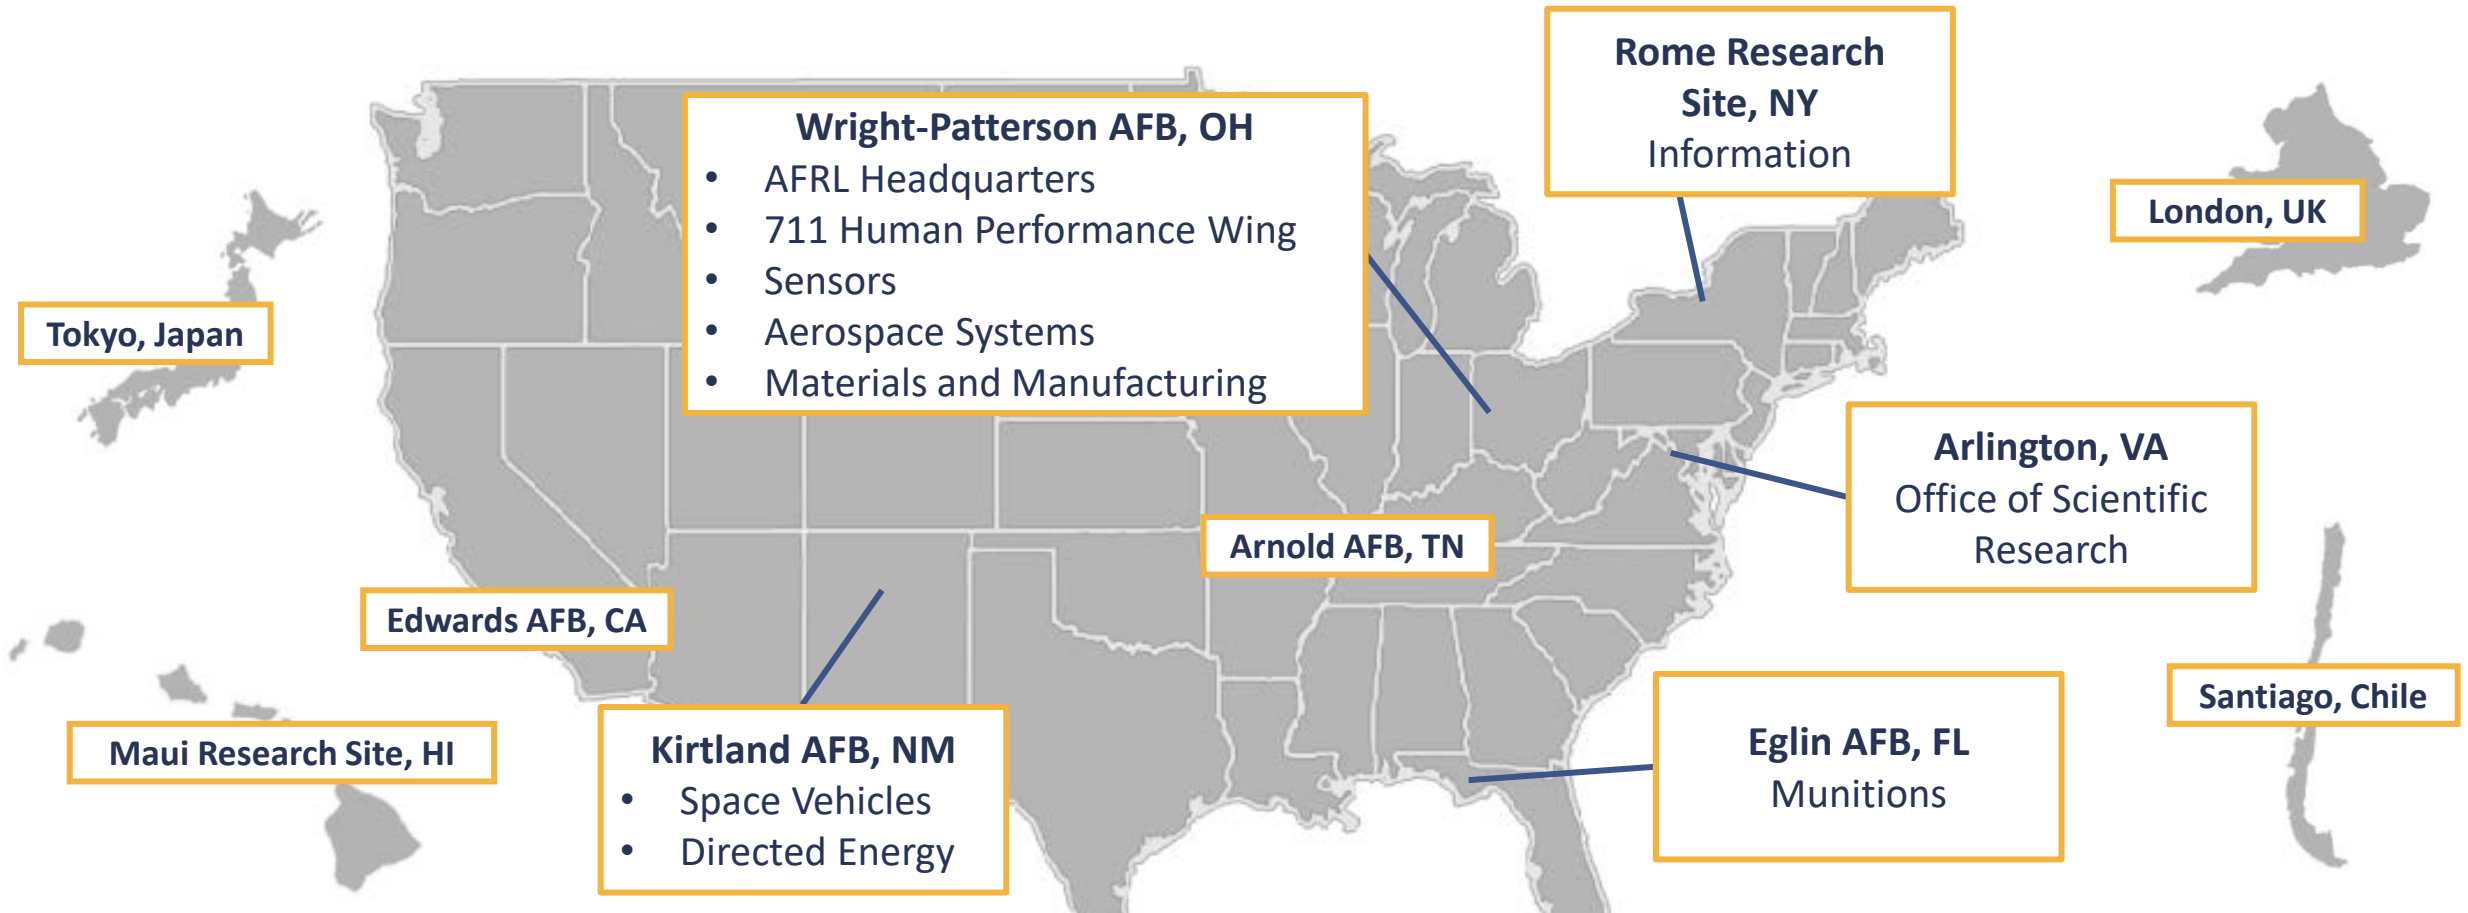 Rome Research
Site, NY
Information
Wright-Patterson AFB, OH
• AFRL Headquarters
• 711 Human Performance Wing
• Sensors
• Aerospace Systems
• Materials and Manufacturing
London, UK
Tokyo, Japan
Arlington, VA
Office of Scientific
Research
Arnold AFB, TN
Edwards AFB, CA
Santiago, Chile
Maui Research Site, HI
Kirtland AFB, NM
• Space Vehicles
• Directed Energy
Eglin AFB, FL
Munitions